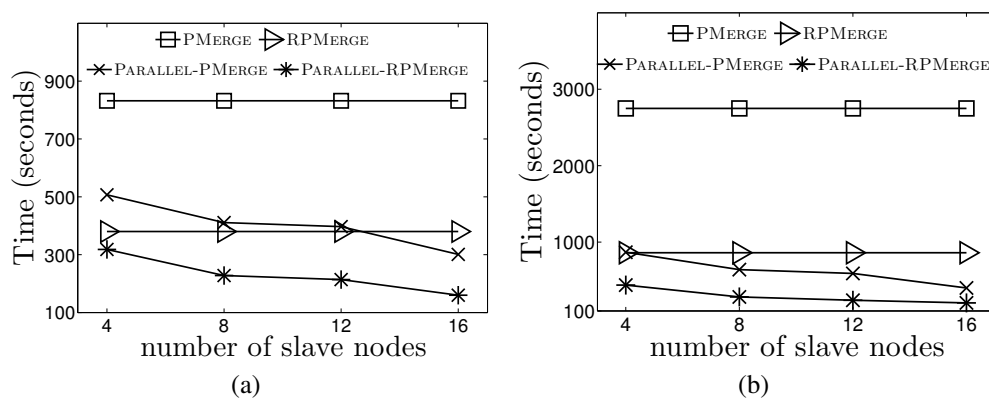 PMERGE RPMERGE
PARALLEL-PMERGE PARALLEL-RPMERGE
Time (seconds)
900
700
500
300
100
4 8 12 16
number of slave nodes
(a)
PMERGE RPMERGE
PARALLEL-PMERGE PARALLEL-RPMERGE
Time (seconds)
3000
2000
1000
100
4 8 12 16
number of slave nodes
(b)